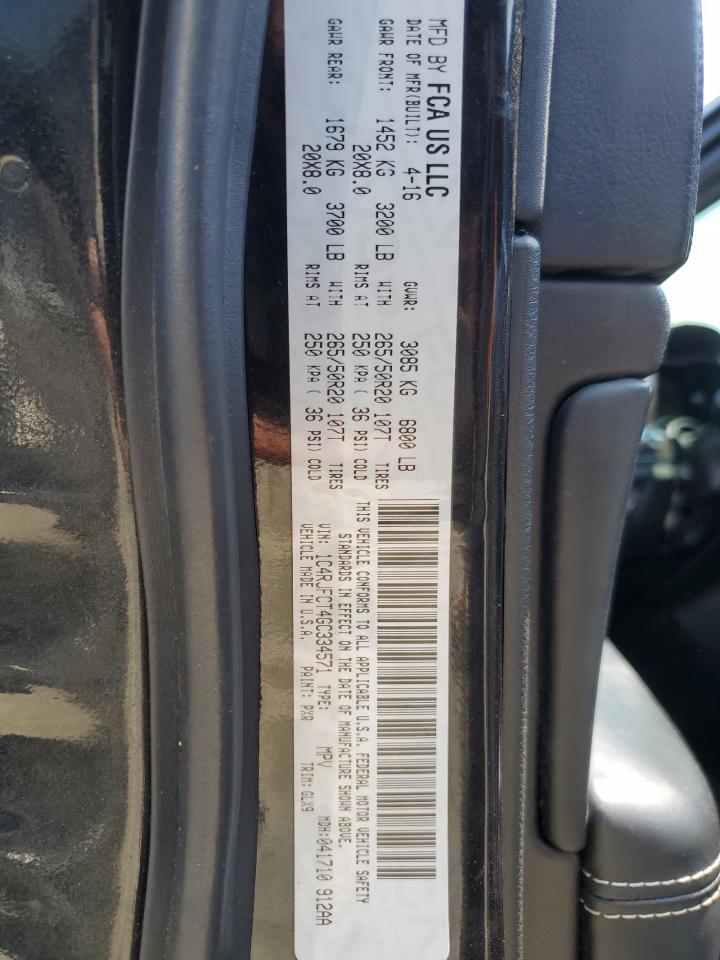 MFD BY FCA US LLC
DATE OF MFR(BUILT): 4-16 GVWR: 3085 KG 6800 LB
GAWR FRONT: 1452 KG 3200 LB WITH 265/50R20 107T TIRES
20X8.0 RIMS AT 250 KPA ( 36 PSI) COLD
GAWR REAR: 1679 KG 3700 LB WITH 265/50R20 107T TIRES
20X8.0 RIMS AT 250 KPA ( 36 PSI) COLD
THIS VEHICLE CONFORMS TO ALL APPLICABLE U.S.A. FEDERAL MOTOR VEHICLE SAFETY
STANDARDS IN EFFECT ON THE DATE OF MANUFACTURE SHOWN ABOVE.
VIN: 1C4RJFCT4GC334571 TYPE: MPV MDH:041710 912AA
VEHICLE MADE IN U.S.A. PAINT: PXR TRIM:GLX9